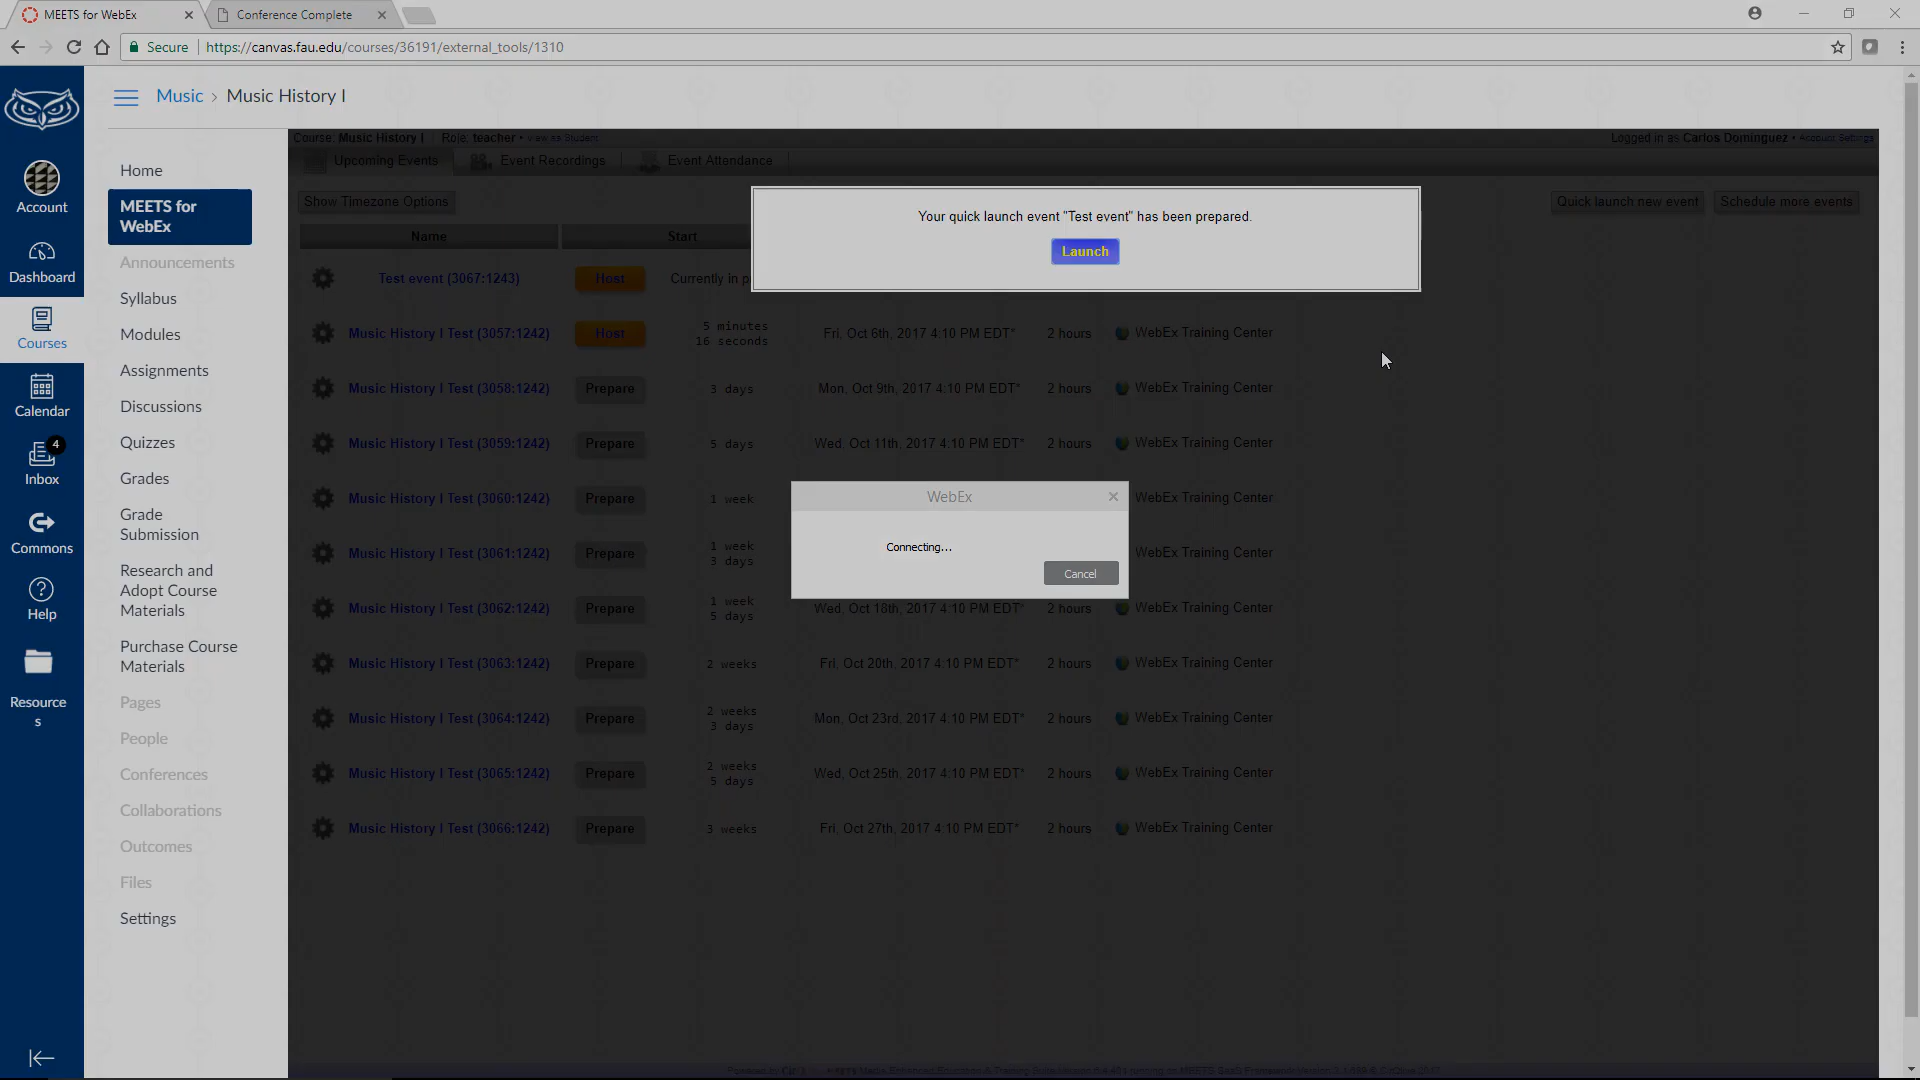 MEETS for WebEx
Conference Complete
Secure
https://canvas.fau.edu/courses/36191/external_tools/1310
Music › Music History I
Account
Dashboard
Courses
Calendar
4
Inbox
Commons
Help
Resource
s
Home
MEETS for
WebEx
Announcements
Syllabus
Modules
Assignments
Discussions
Quizzes
Grades
Grade
Submission
Research and
Adopt Course
Materials
Purchase Course
Materials
Pages
People
Conferences
Collaborations
Outcomes
Files
Settings
Course: Music History I Role: teacher • View as Student
Logged in as Carlos Dominguez • Account Settings
Upcoming Events Event Recordings Event Attendance
Show Timezone Options
Quick launch new event Schedule more events
Your quick launch event "Test event" has been prepared.
Launch
Name Start
Test event (3067:1243) Host Currently in p
Music History I Test (3057:1242) Host 5 minutes
16 seconds Fri, Oct 6th, 2017 4:10 PM EDT* 2 hours WebEx Training Center
Music History I Test (3058:1242) Prepare 3 days Mon, Oct 9th, 2017 4:10 PM EDT* 2 hours WebEx Training Center
Music History I Test (3059:1242) Prepare 5 days Wed, Oct 11th, 2017 4:10 PM EDT* 2 hours WebEx Training Center
Music History I Test (3060:1242) Prepare 1 week WebEx Training Center
Music History I Test (3061:1242) Prepare 1 week
3 days WebEx Training Center
Music History I Test (3062:1242) Prepare 1 week
5 days Wed, Oct 18th, 2017 4:10 PM EDT* 2 hours WebEx Training Center
Music History I Test (3063:1242) Prepare 2 weeks Fri, Oct 20th, 2017 4:10 PM EDT* 2 hours WebEx Training Center
Music History I Test (3064:1242) Prepare 2 weeks
3 days Mon, Oct 23rd, 2017 4:10 PM EDT* 2 hours WebEx Training Center
Music History I Test (3065:1242) Prepare 2 weeks
5 days Wed, Oct 25th, 2017 4:10 PM EDT* 2 hours WebEx Training Center
Music History I Test (3066:1242) Prepare 3 weeks Fri, Oct 27th, 2017 4:10 PM EDT* 2 hours WebEx Training Center
WebEx
Connecting...
Cancel